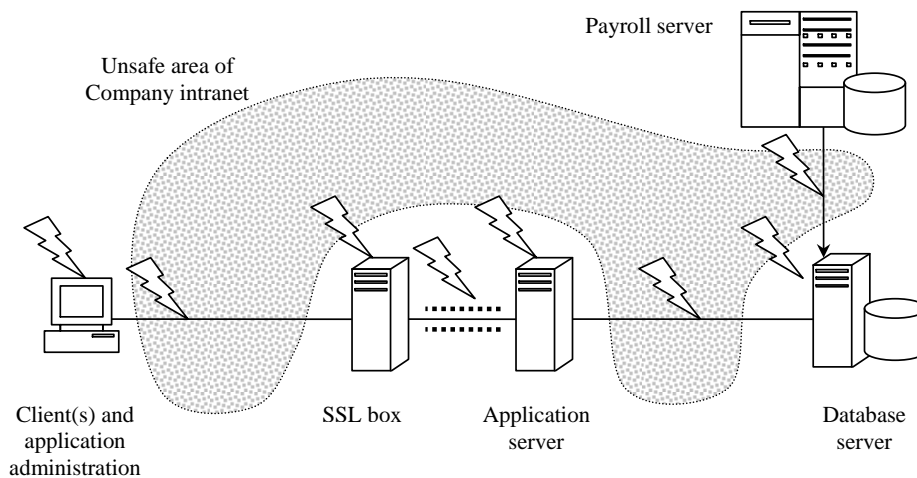 Payroll server
Unsafe area of
Company intranet
Client(s) and
application
administration
SSL box
Application
server
Database
server